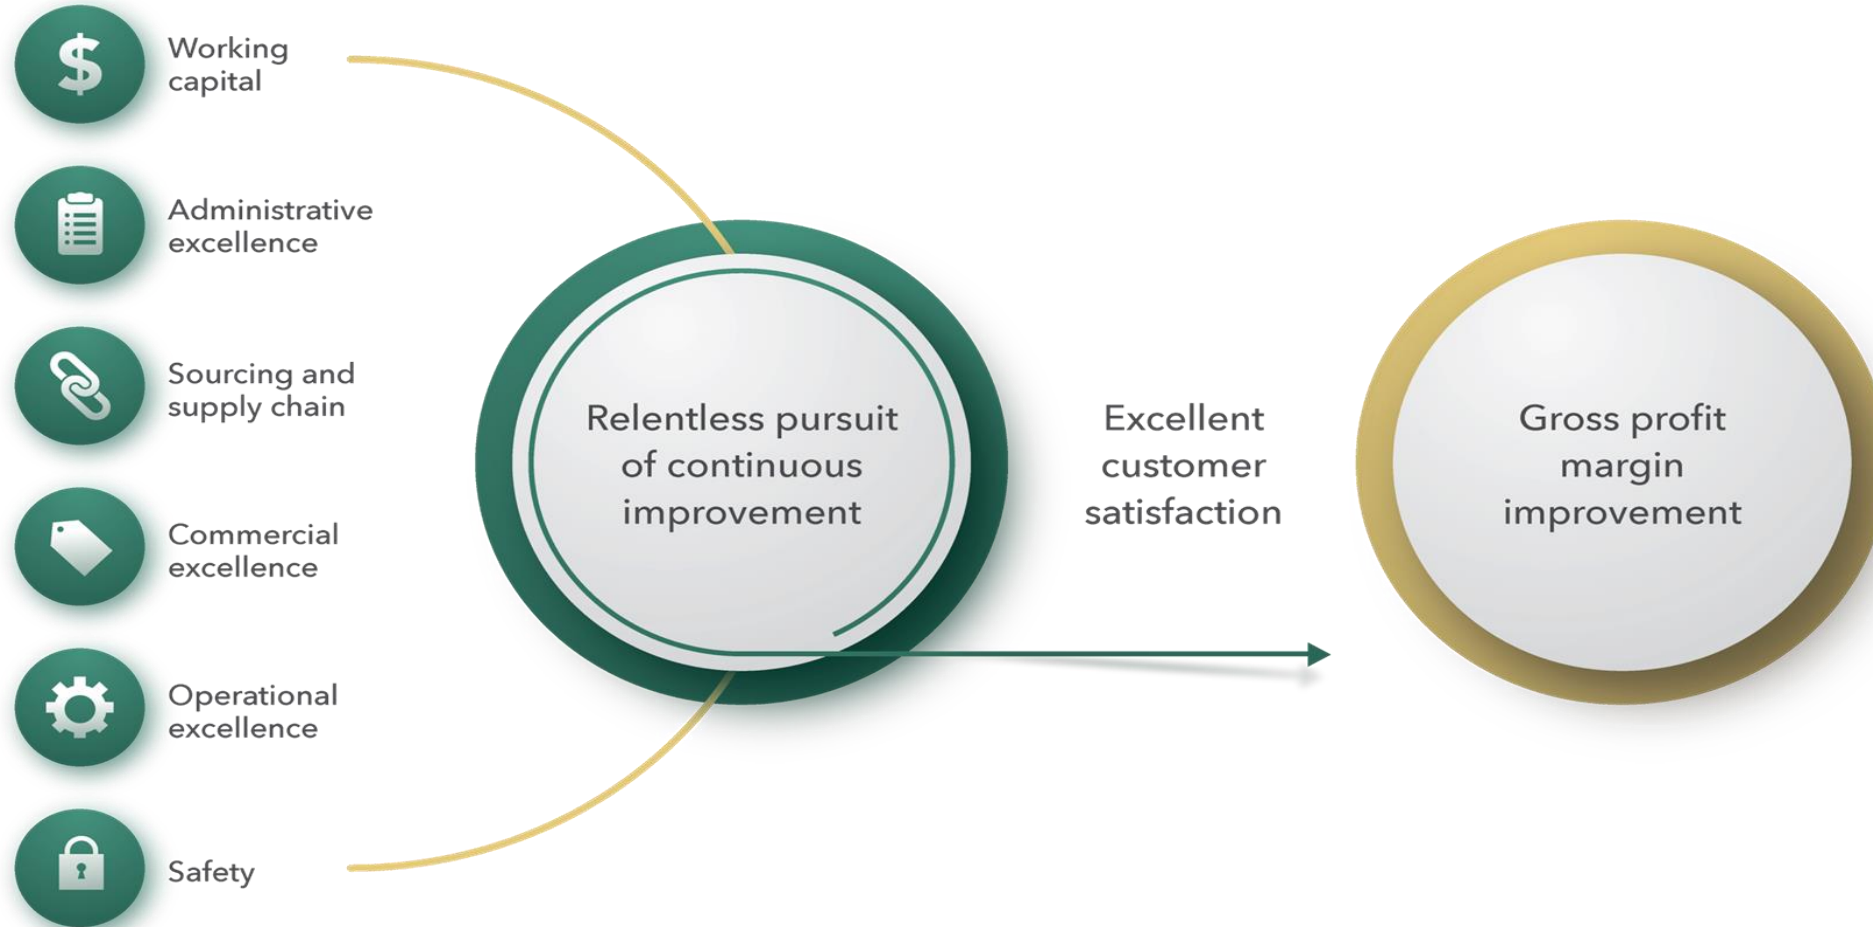 $
Working
capital
Administrative
excellence
Sourcing and
supply chain
Commercial
excellence
Operational
excellence
Safety
Relentless pursuit
of continuous
improvement
Excellent
customer
satisfaction
Gross profit
margin
improvement